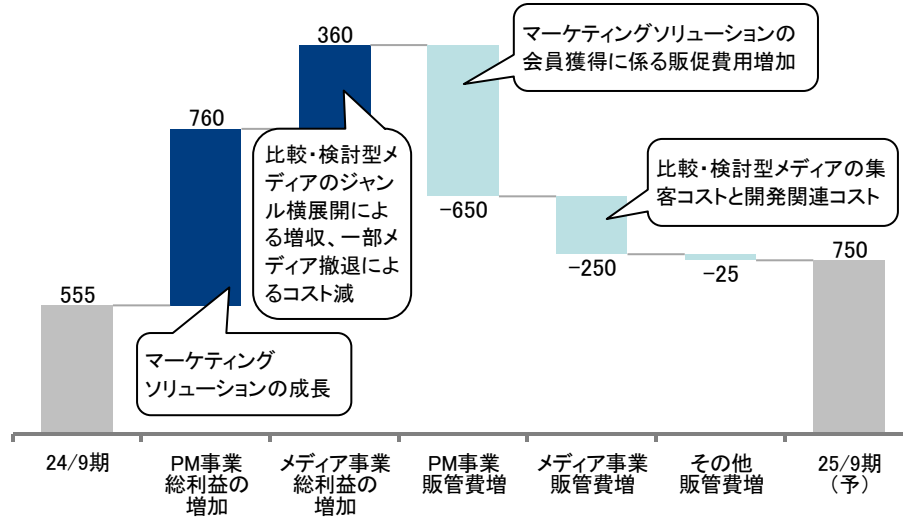 360
マーケティングソリューションの
会員獲得に係る販促費用増加
760
比較・検討型メ
ディアのジャン
ル横展開によ
る増収、一部メ
ディア撤退によ
るコスト減
比較・検討型メディアの集
客コストと開発関連コスト
-650
-250
-25
750
555
マーケティング
ソリューションの成長
24/9期
PM事業
総利益の
増加
メディア事業
総利益の
増加
PM事業
販管費増
メディア事業
販管費増
その他
販管費増
25/9期
（予）